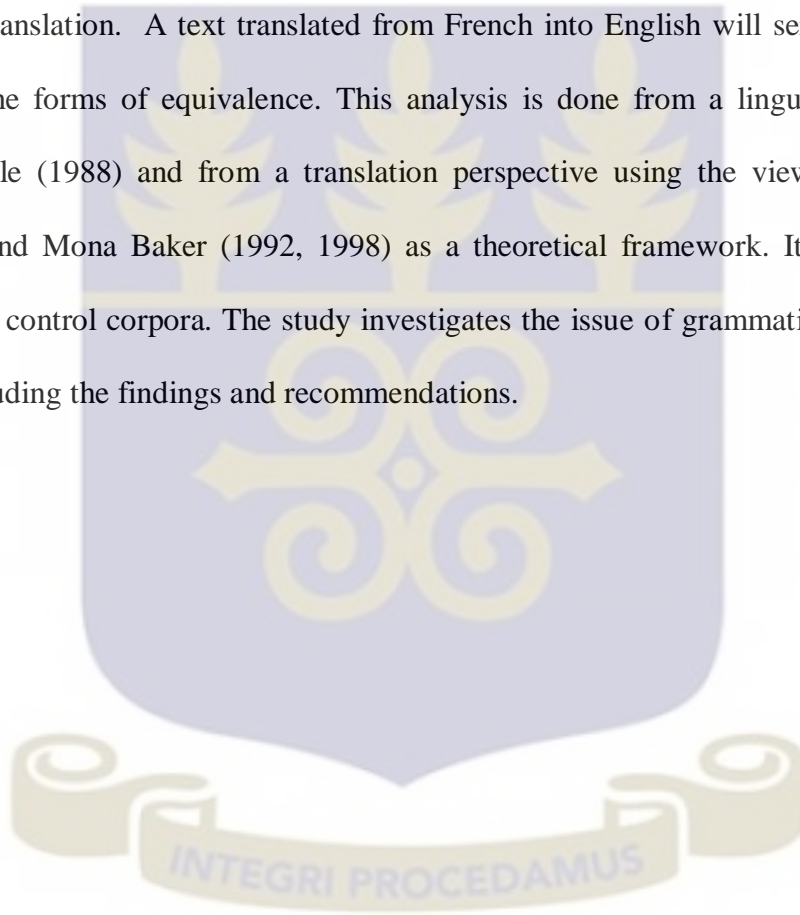 anslation. A text translated from French into English will se
e forms of equivalence. This analysis is done from a lingu
le (1988) and from a translation perspective using the view
nd Mona Baker (1992, 1998) as a theoretical framework. It
control corpora. The study investigates the issue of grammati
uding the findings and recommendations.
INTEGRI PROCEDAMUS